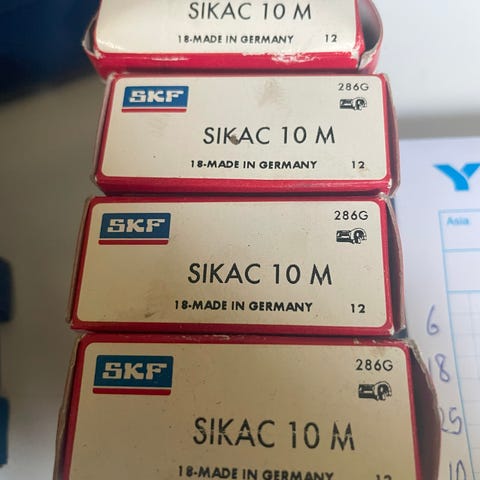 SIKAC 10 M
18-MADE IN GERMANY 12
SKF 286G
SIKAC 10 M
18-MADE IN GERMANY 12
SKF 286G
SIKAC 10 M
18-MADE IN GERMANY 12
SKF 286G
SIKAC 10 M
18-MADE IN GERMANY 12
Y
Asia
6
18
25
10